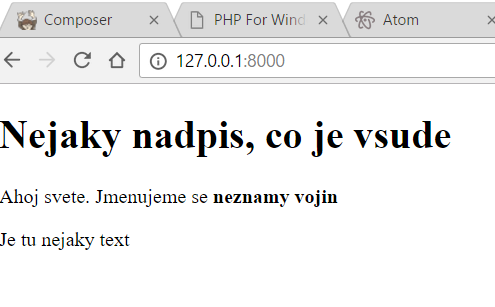 Composer
PHP For Wind
Atom
127.0.0.1:8000
Nejaky nadpis, co je vsude
Ahoj svete. Jmenujeme se neznamy vojin
Je tu nejaky text